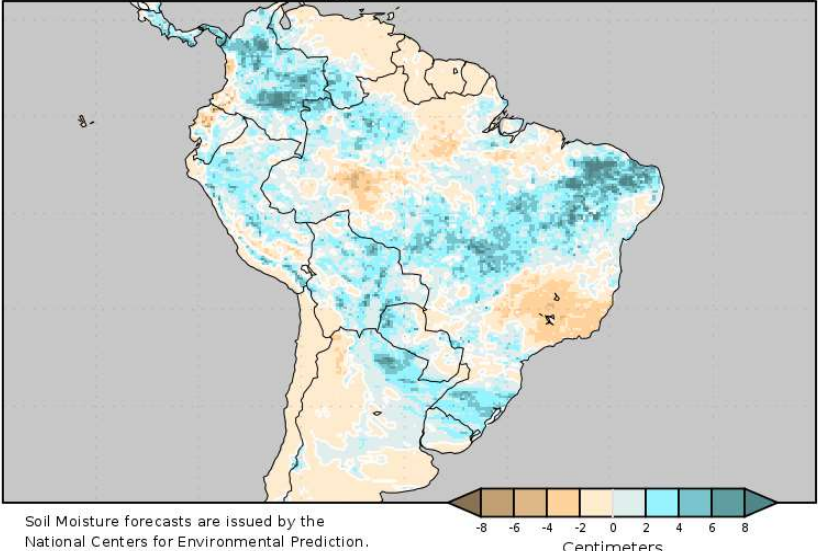 Soil Moisture forecasts are issued by the
National Centers for Environmental Prediction.
-8 -6 -4 -2 0 2 4 6 8
Centimeters